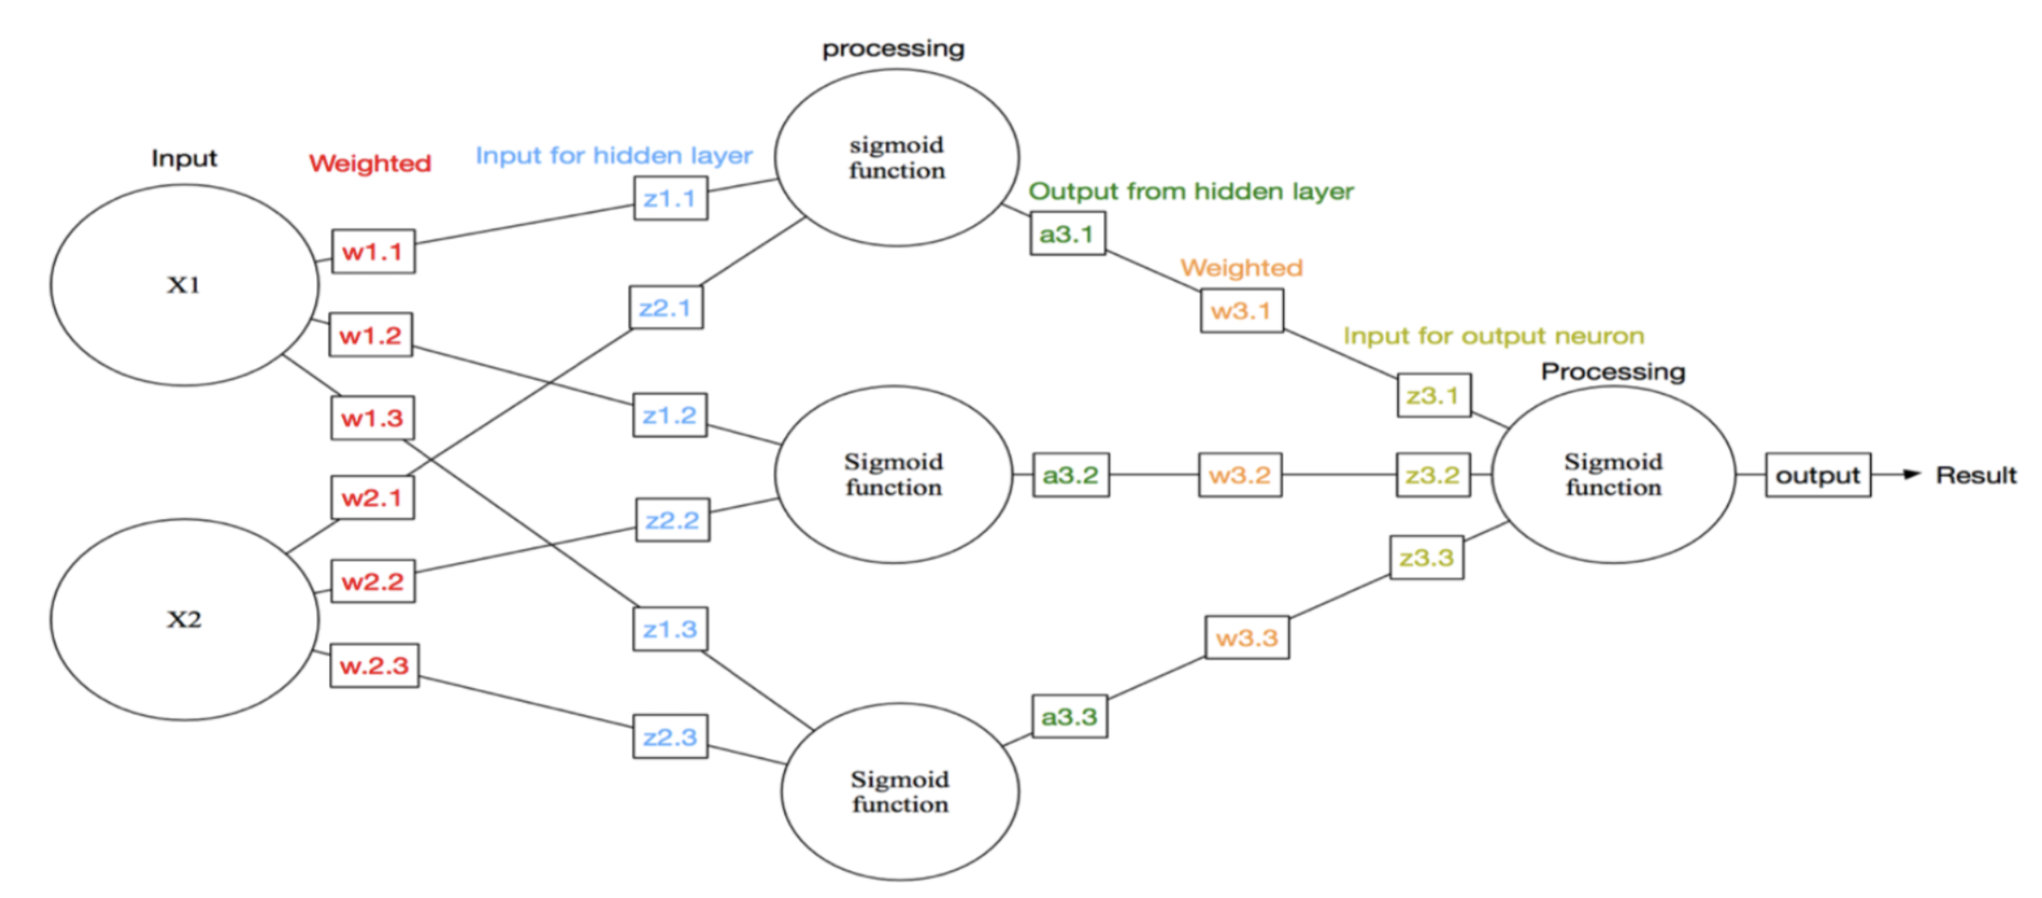 processing
Input
Weighted
Input for hidden layer
sigmoid
function
z1.1
Output from hidden layer
w1.1
a3.1
X1
Weighted
z2.1
w3.1
w1.2
Input for output neuron
Processing
z3.1
w1.3
z1.2
Sigmoid
function
a3.2
w3.2
z3.2
Sigmoid
function
output
Result
w2.1
z2.2
z3.3
w2.2
X2
z1.3
w3.3
w.2.3
a3.3
z2.3
Sigmoid
function